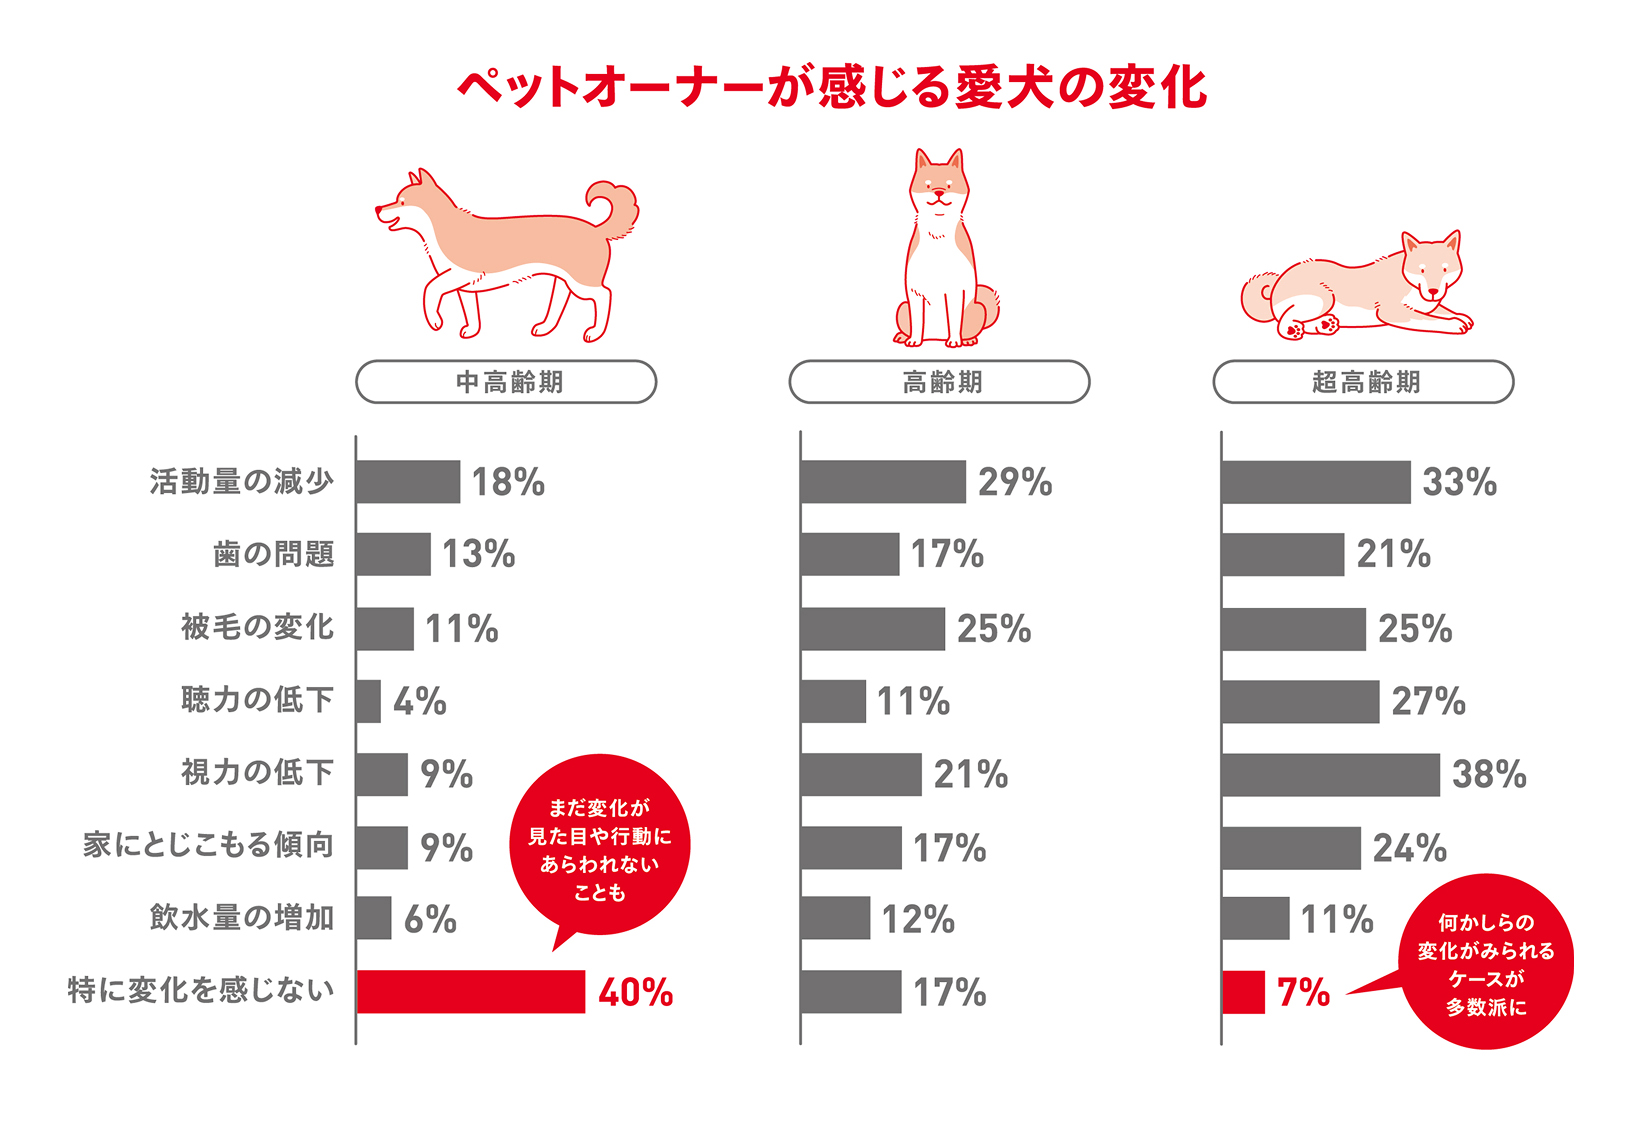 ペットオーナーが感じる愛犬の変化
中高齢期
高齢期
超高齢期
活動量の減少 18% 29% 33%
歯の問題 13% 17% 21%
被毛の変化 11% 25% 25%
聴力の低下 4% 11% 27%
視力の低下 9% 21% 38%
家にとじこもる傾向 9% 17% 24%
飲水量の増加 6% 12% 11%
特に変化を感じない 40% 17% 7%
まだ変化が
見た目や行動に
あらわれない
ことも
何かしらの
変化がみられる
ケースが
多数派に